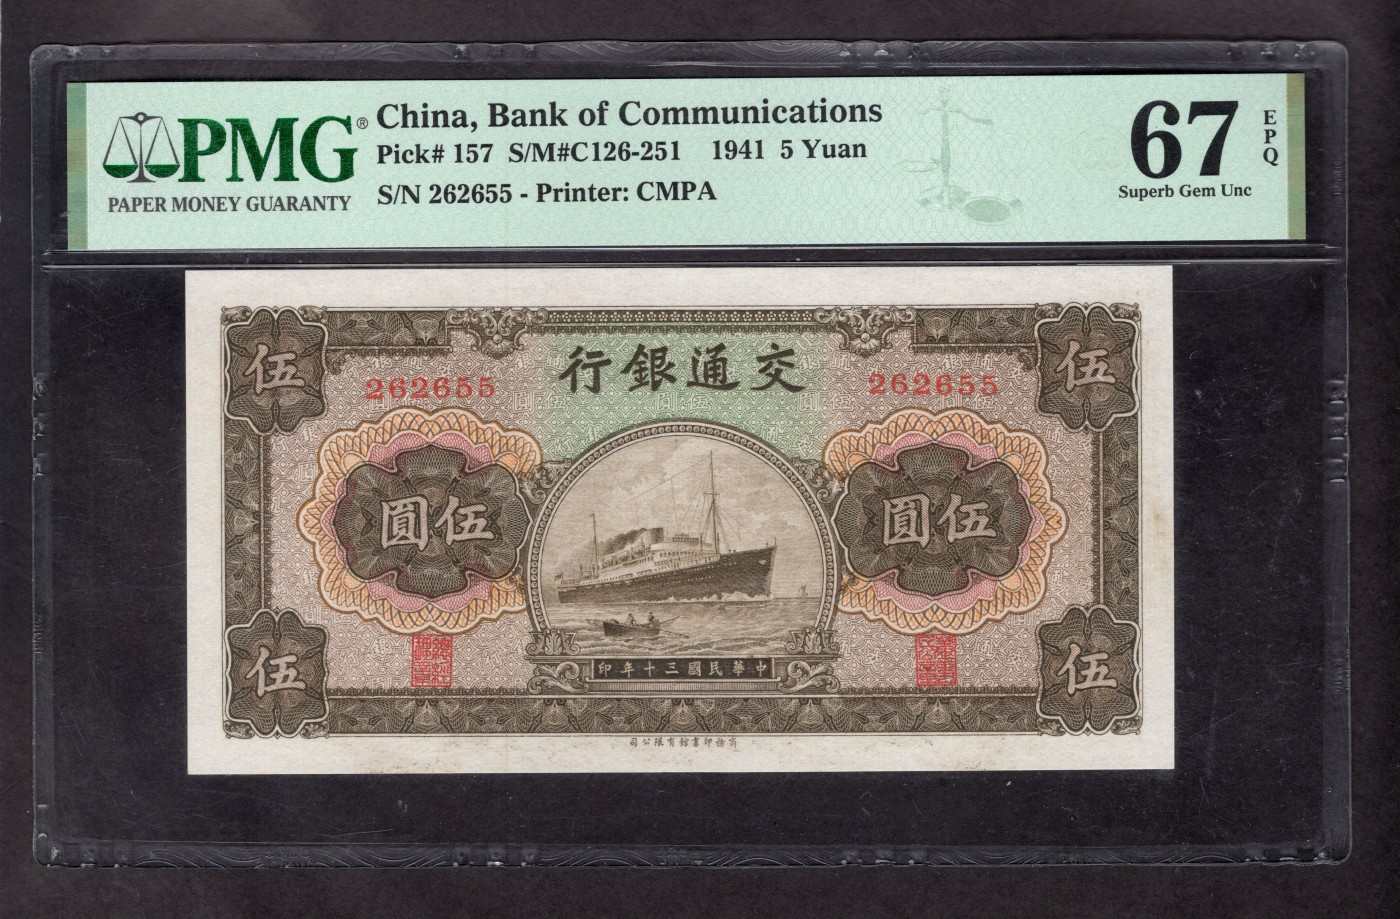 PMG®
PAPER MONEY GUARANTY
China, Bank of Communications
Pick# 157 S/M#C126-251 1941 5 Yuan
S/N 262655 - Printer: CMPA
67 EPQ
Superb Gem Unc
行銀通交
伍 伍
262655 262655
圓伍 圓伍
印年十三國民華中
伍 伍
司公限有館書印務商